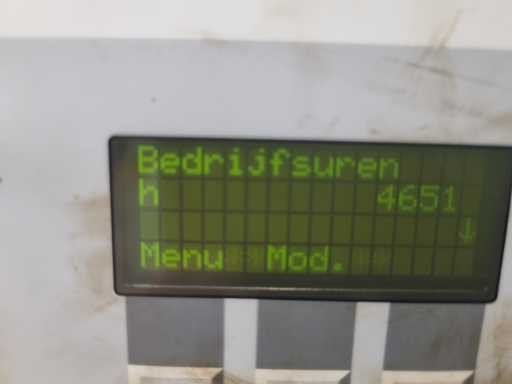 Bedrijfsuren
h 4651
↓
Menu Mod.